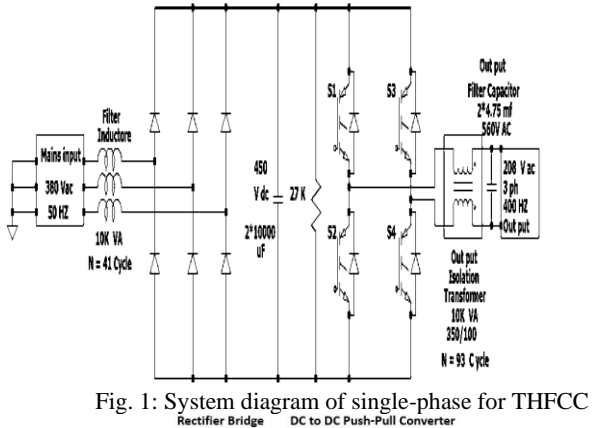 Filter
Inductore
Mains input
380 Vac
50 HZ
10K VA
N = 41 Cycle
450
V dc
2*10000
uF
27 K
S1
S3
S2
S4
Out put
Filter Capacitor
2*4.75 mf
560V AC
208 V ac
3 ph
400 HZ
Out put
Out put
Isolation
Transformer
10K VA
350/100
N = 93 Cycle
Fig. 1: System diagram of single-phase for THFCC
Rectifier Bridge DC to DC Push-Pull Converter